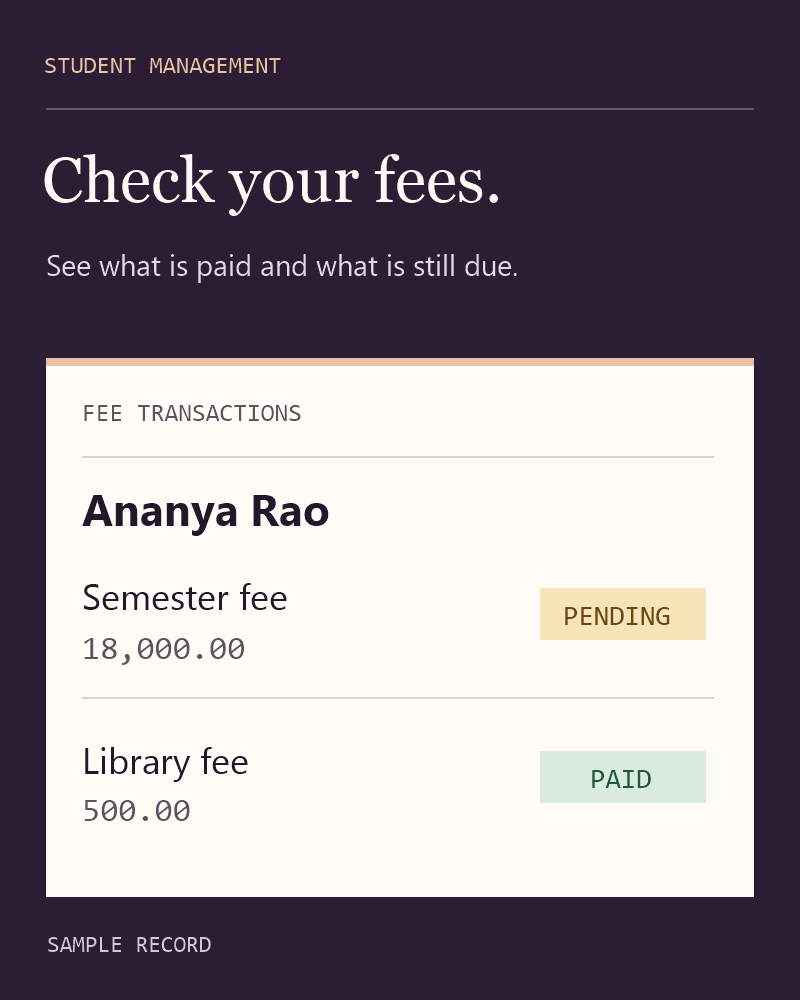 STUDENT MANAGEMENT
Check your fees.
See what is paid and what is still due.
FEE TRANSACTIONS
Ananya Rao
Semester fee
PENDING
18,000.00
Library fee
PAID
500.00
SAMPLE RECORD